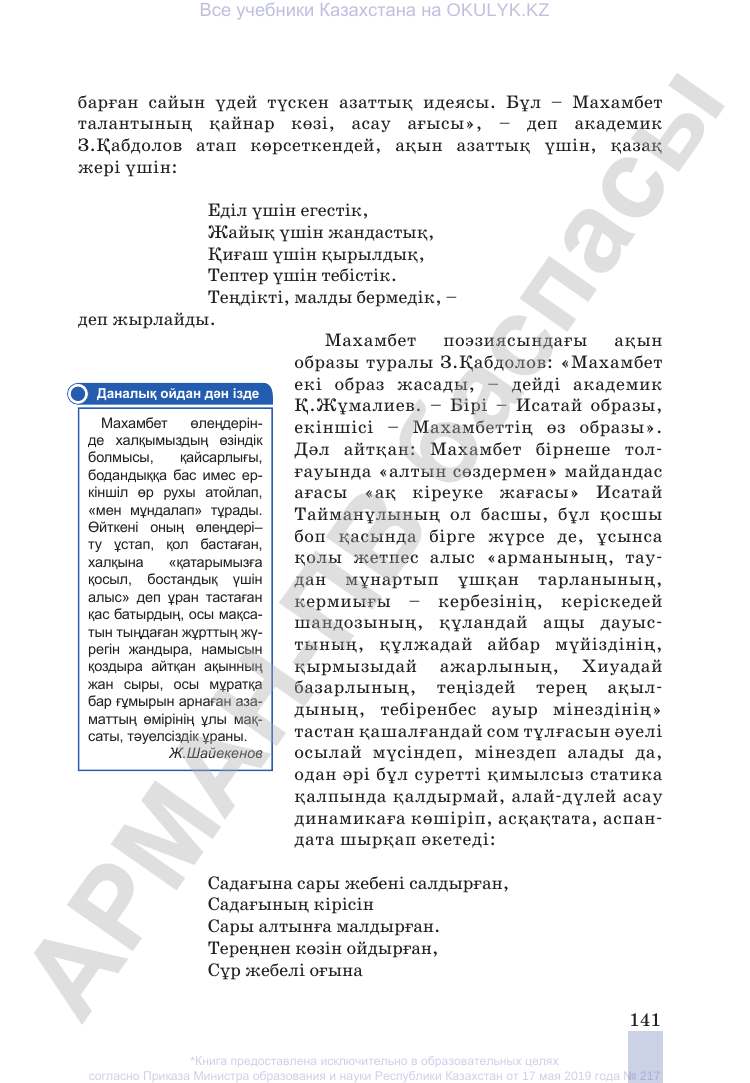 Все учебники Казахстана на OKULYK.KZ
барған сайын үдей түскен азаттық идеясы. Бұл – Махамбет
талантының қайнар көзі, асау ағысы», – деп академик
З.Қабдолов атап көрсеткендей, ақын азаттық үшін, қазақ
жері үшін:
Еділ үшін егестік,
Жайық үшін жандастық,
Қиғаш үшін қырылдық,
Тептер үшін тебістік.
Теңдікті, малды бермедік, –
деп жырлайды.
Махамбет поэзиясындағы ақын
образы туралы З.Қабдолов: «Махамбет
екі образ жасады, – дейді академик
Қ.Жұмалиев. – Бірі – Исатай образы,
екіншісі – Махамбеттің өз образы».
Дәл айтқан: Махамбет бірнеше тол-
ғауында «алтын сөздермен» майдандас
ағасы «ақ кіреуке жағасы» Исатай
Тайманұлының ол басшы, бұл қосшы
боп қасында бірге жүрсе де, ұсынса
қолы жетпес алыс «арманының, тау-
дан мұнартып ұшқан тарланының,
кермиығы – кербезінің, керіскедей
шандозының, құландай ащы дауыс-
тының, құлжадай айбар мүйіздінің,
қырмызыдай ажарлының, Хиуадай
базарлының, теңіздей терең ақыл-
дының, тебіренбес ауыр мінездінің»
тастан қашалғандай сом тұлғасын әуелі
осылай мүсіндеп, мінездеп алады да,
одан әрі бұл суретті қимылсыз статика
қалпында қалдырмай, алай-дүлей асау
динамикаға көшіріп, асқақтата, аспан-
дата шырқап әкетеді:
Даналық ойдан дән ізде
Махамбет өлеңдерін-
де халқымыздың өзіндік
болмысы, қайсарлығы,
бодандыққа бас имес ер-
кіншіл өр рухы атойлап,
«мен мұндалап» тұрады.
Өйткені оның өлеңдері–
ту ұстап, қол бастаған,
халқына «қатарымызға
қосыл, бостандық үшін
алыс» деп ұран тастаған
қас батырдың, осы мақса-
тын тыңдаған жұрттың жү-
регін жандыра, намысын
қоздыра айтқан ақынның
жан сыры, осы мұратқа
бар ғұмырын арнаған аза-
маттың өмірінің ұлы мақ-
саты, тәуелсіздік ұраны.
Ж.Шайекенов
Садағына сары жебені салдырған,
Садағының кірісін
Сары алтынға малдырған.
Тереңнен көзін ойдырған,
Сұр жебелі оғына
141
АРМАН-ПВ баспасы
*Книга предоставлена исключительно в образовательных целях
согласно Приказа Министра образования и науки Республики Казахстан от 17 мая 2019 года № 217